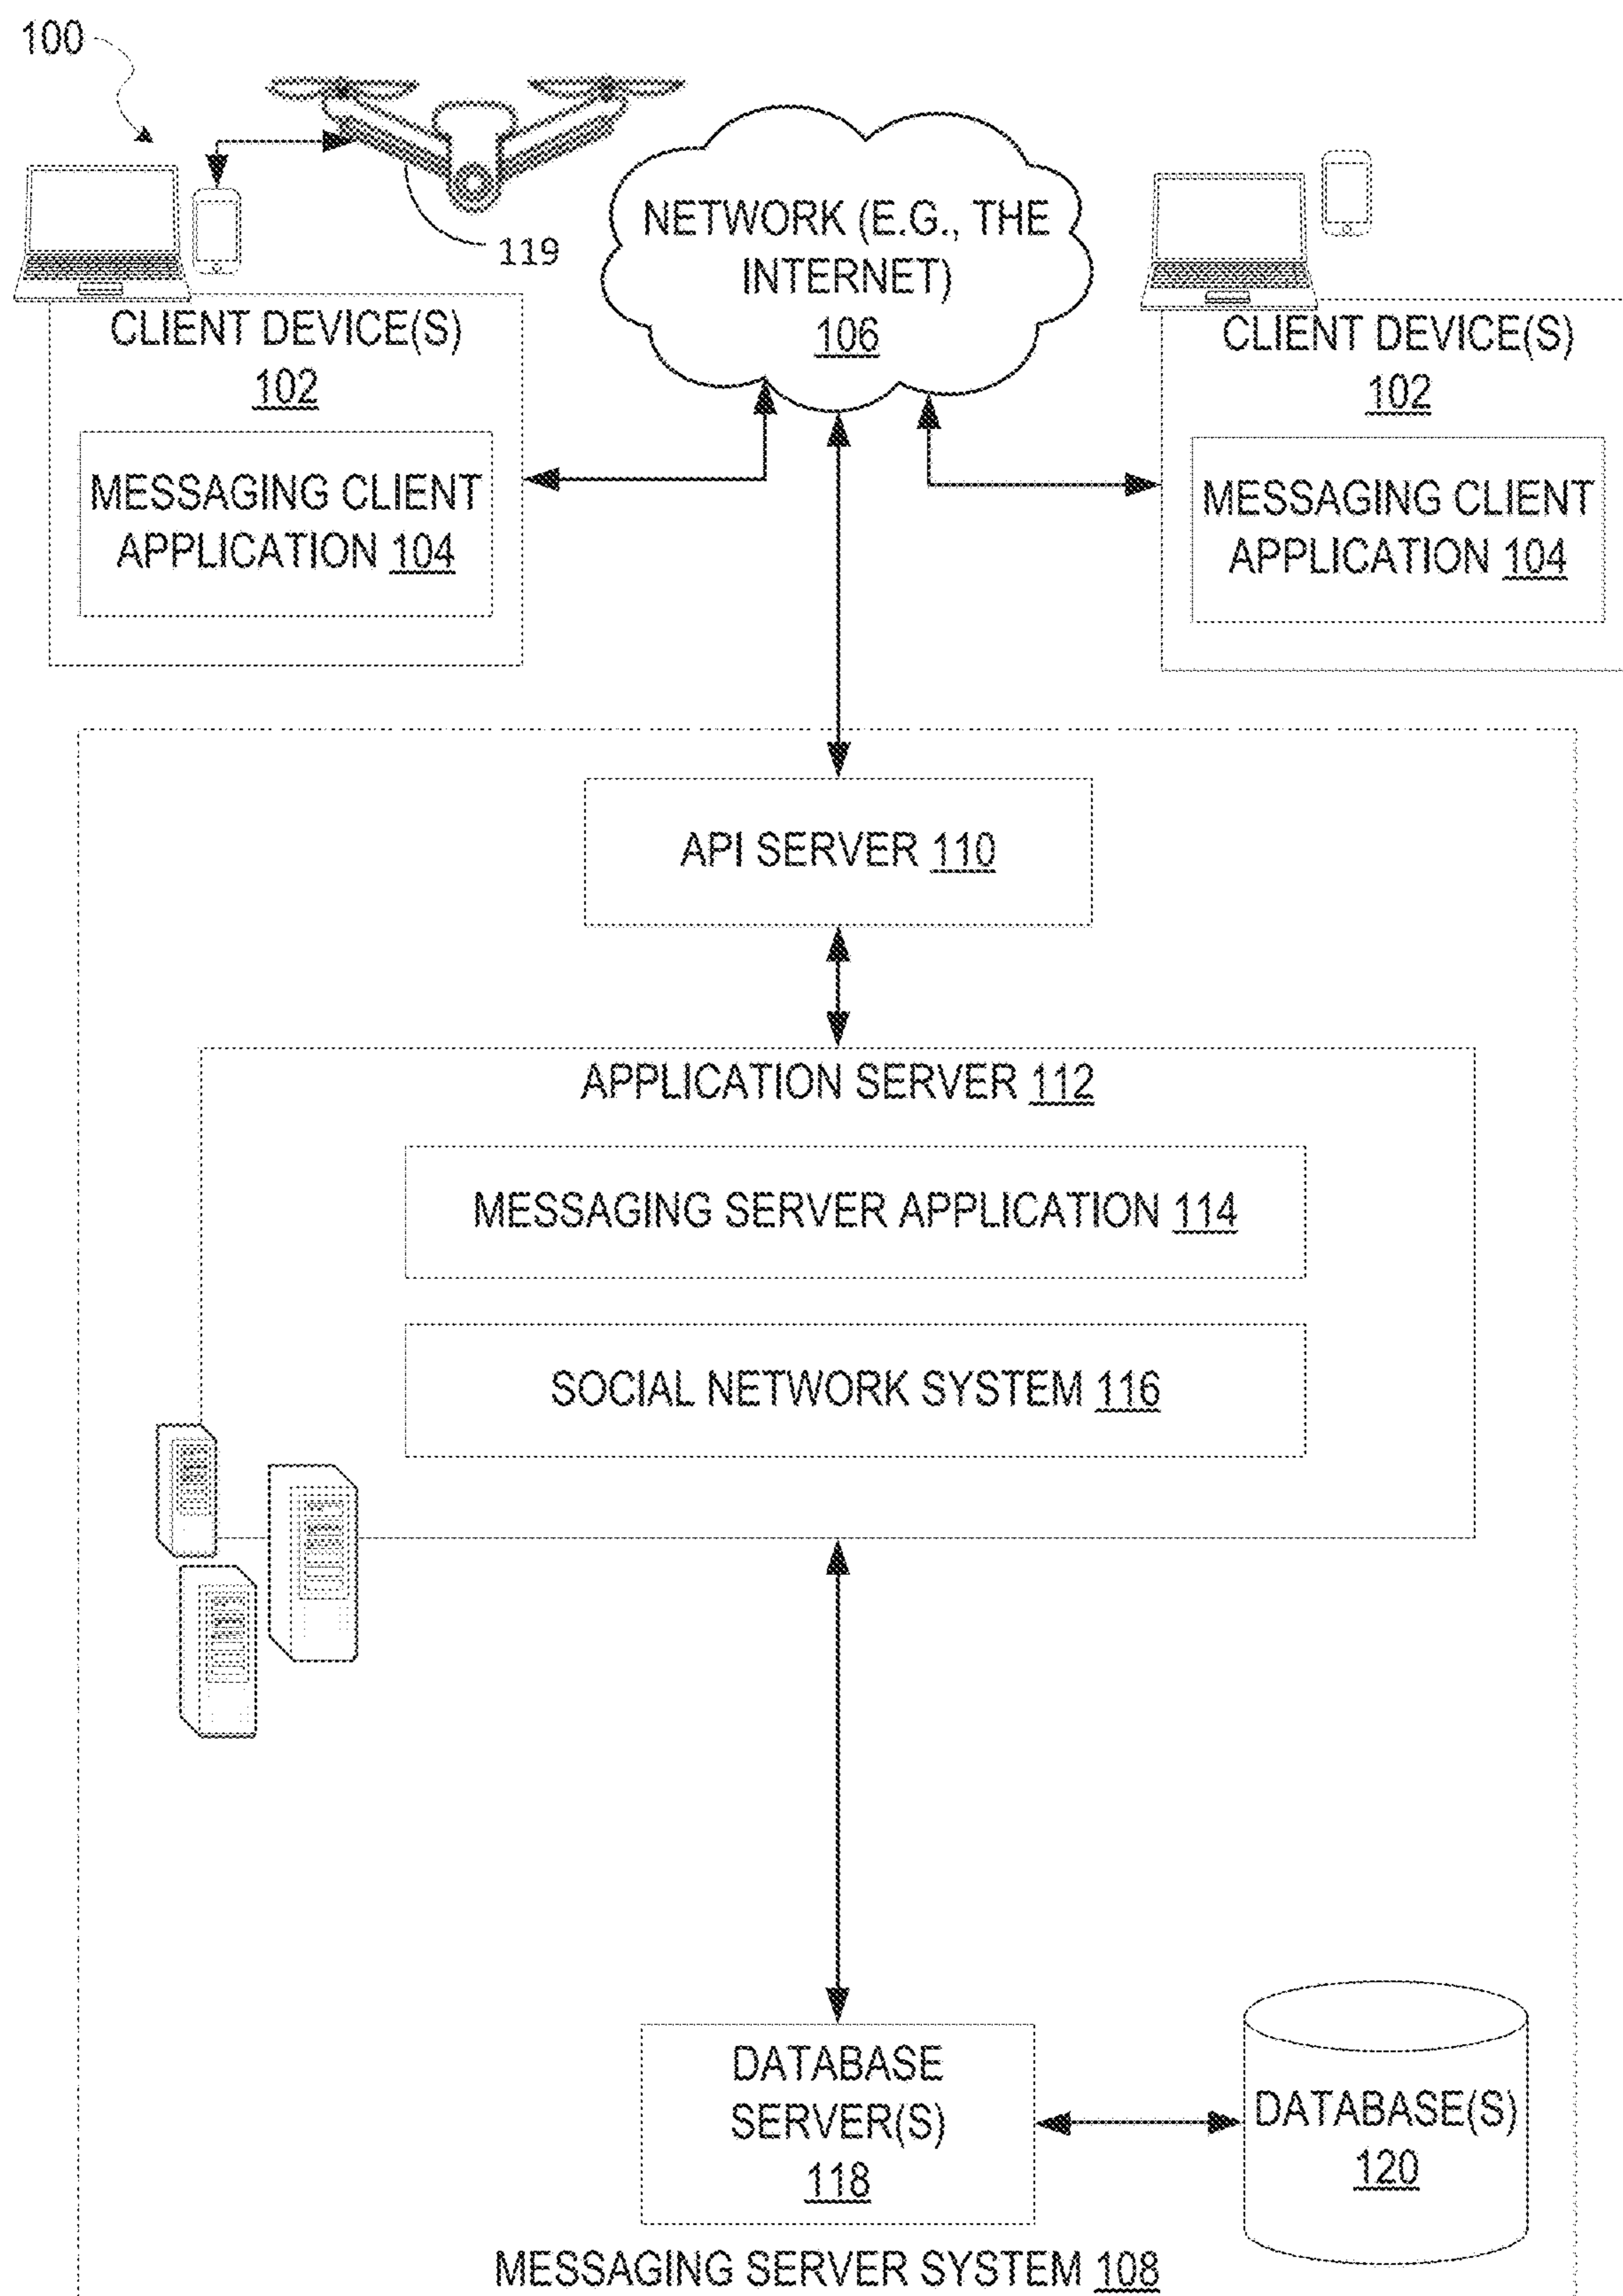 100
119
NETWORK (E.G., THE
INTERNET)
106
CLIENT DEVICE(S)
102
MESSAGING CLIENT
APPLICATION 104
CLIENT DEVICE(S)
102
MESSAGING CLIENT
APPLICATION 104
API SERVER 110
APPLICATION SERVER 112
MESSAGING SERVER APPLICATION 114
SOCIAL NETWORK SYSTEM 116
DATABASE
SERVER(S)
118
DATABASE(S)
120
MESSAGING SERVER SYSTEM 108